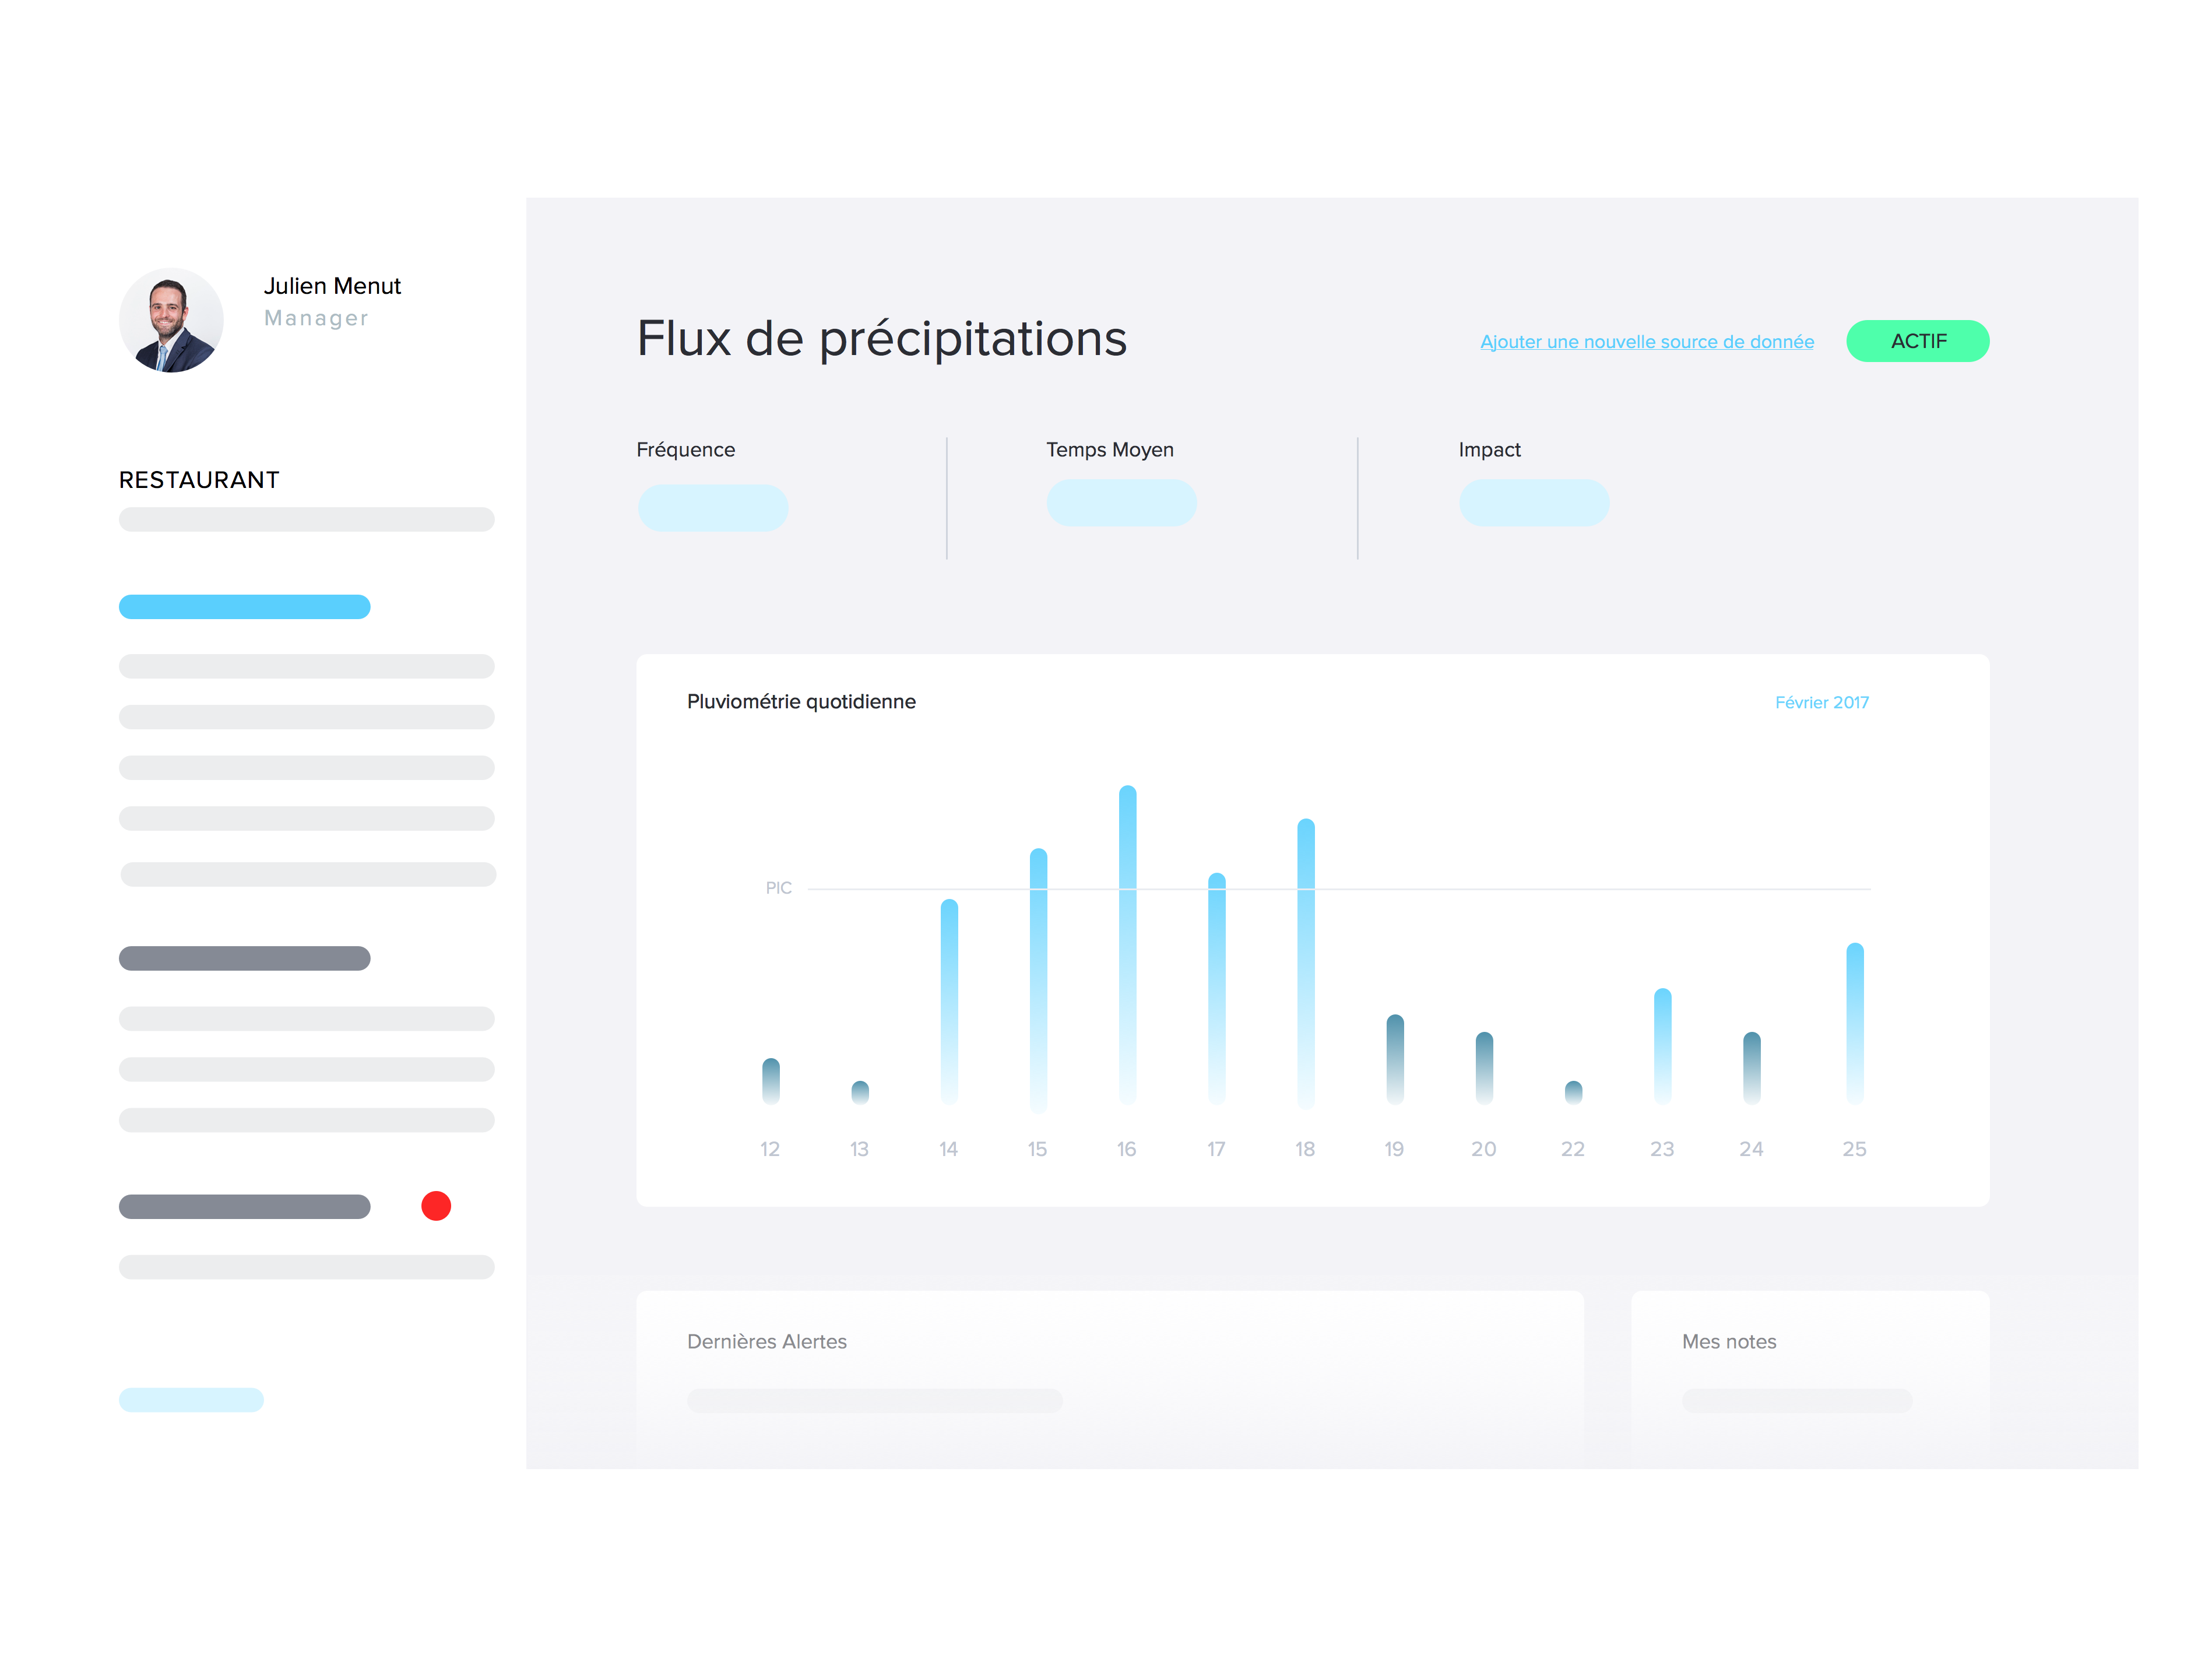 Julien Menut
Manager
RESTAURANT
Flux de précipitations
Ajouter une nouvelle source de donnée
ACTIF
Fréquence
Temps Moyen
Impact
Pluviométrie quotidienne
Février 2017
PIC
12 13 14 15 16 17 18 19 20 22 23 24 25
Dernières Alertes
Mes notes